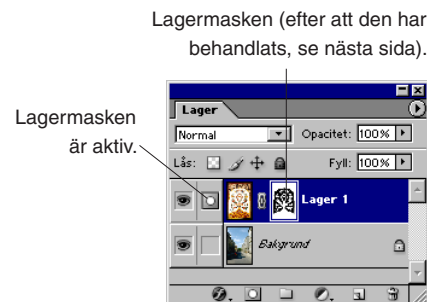 Lagermasken (efter att den har
behandlats, se nästa sida).
Lagermasken
är aktiv.
Lager
Normal Opacitet: 100%
Lås: Fyll: 100%
Lager 1
Bakgrund